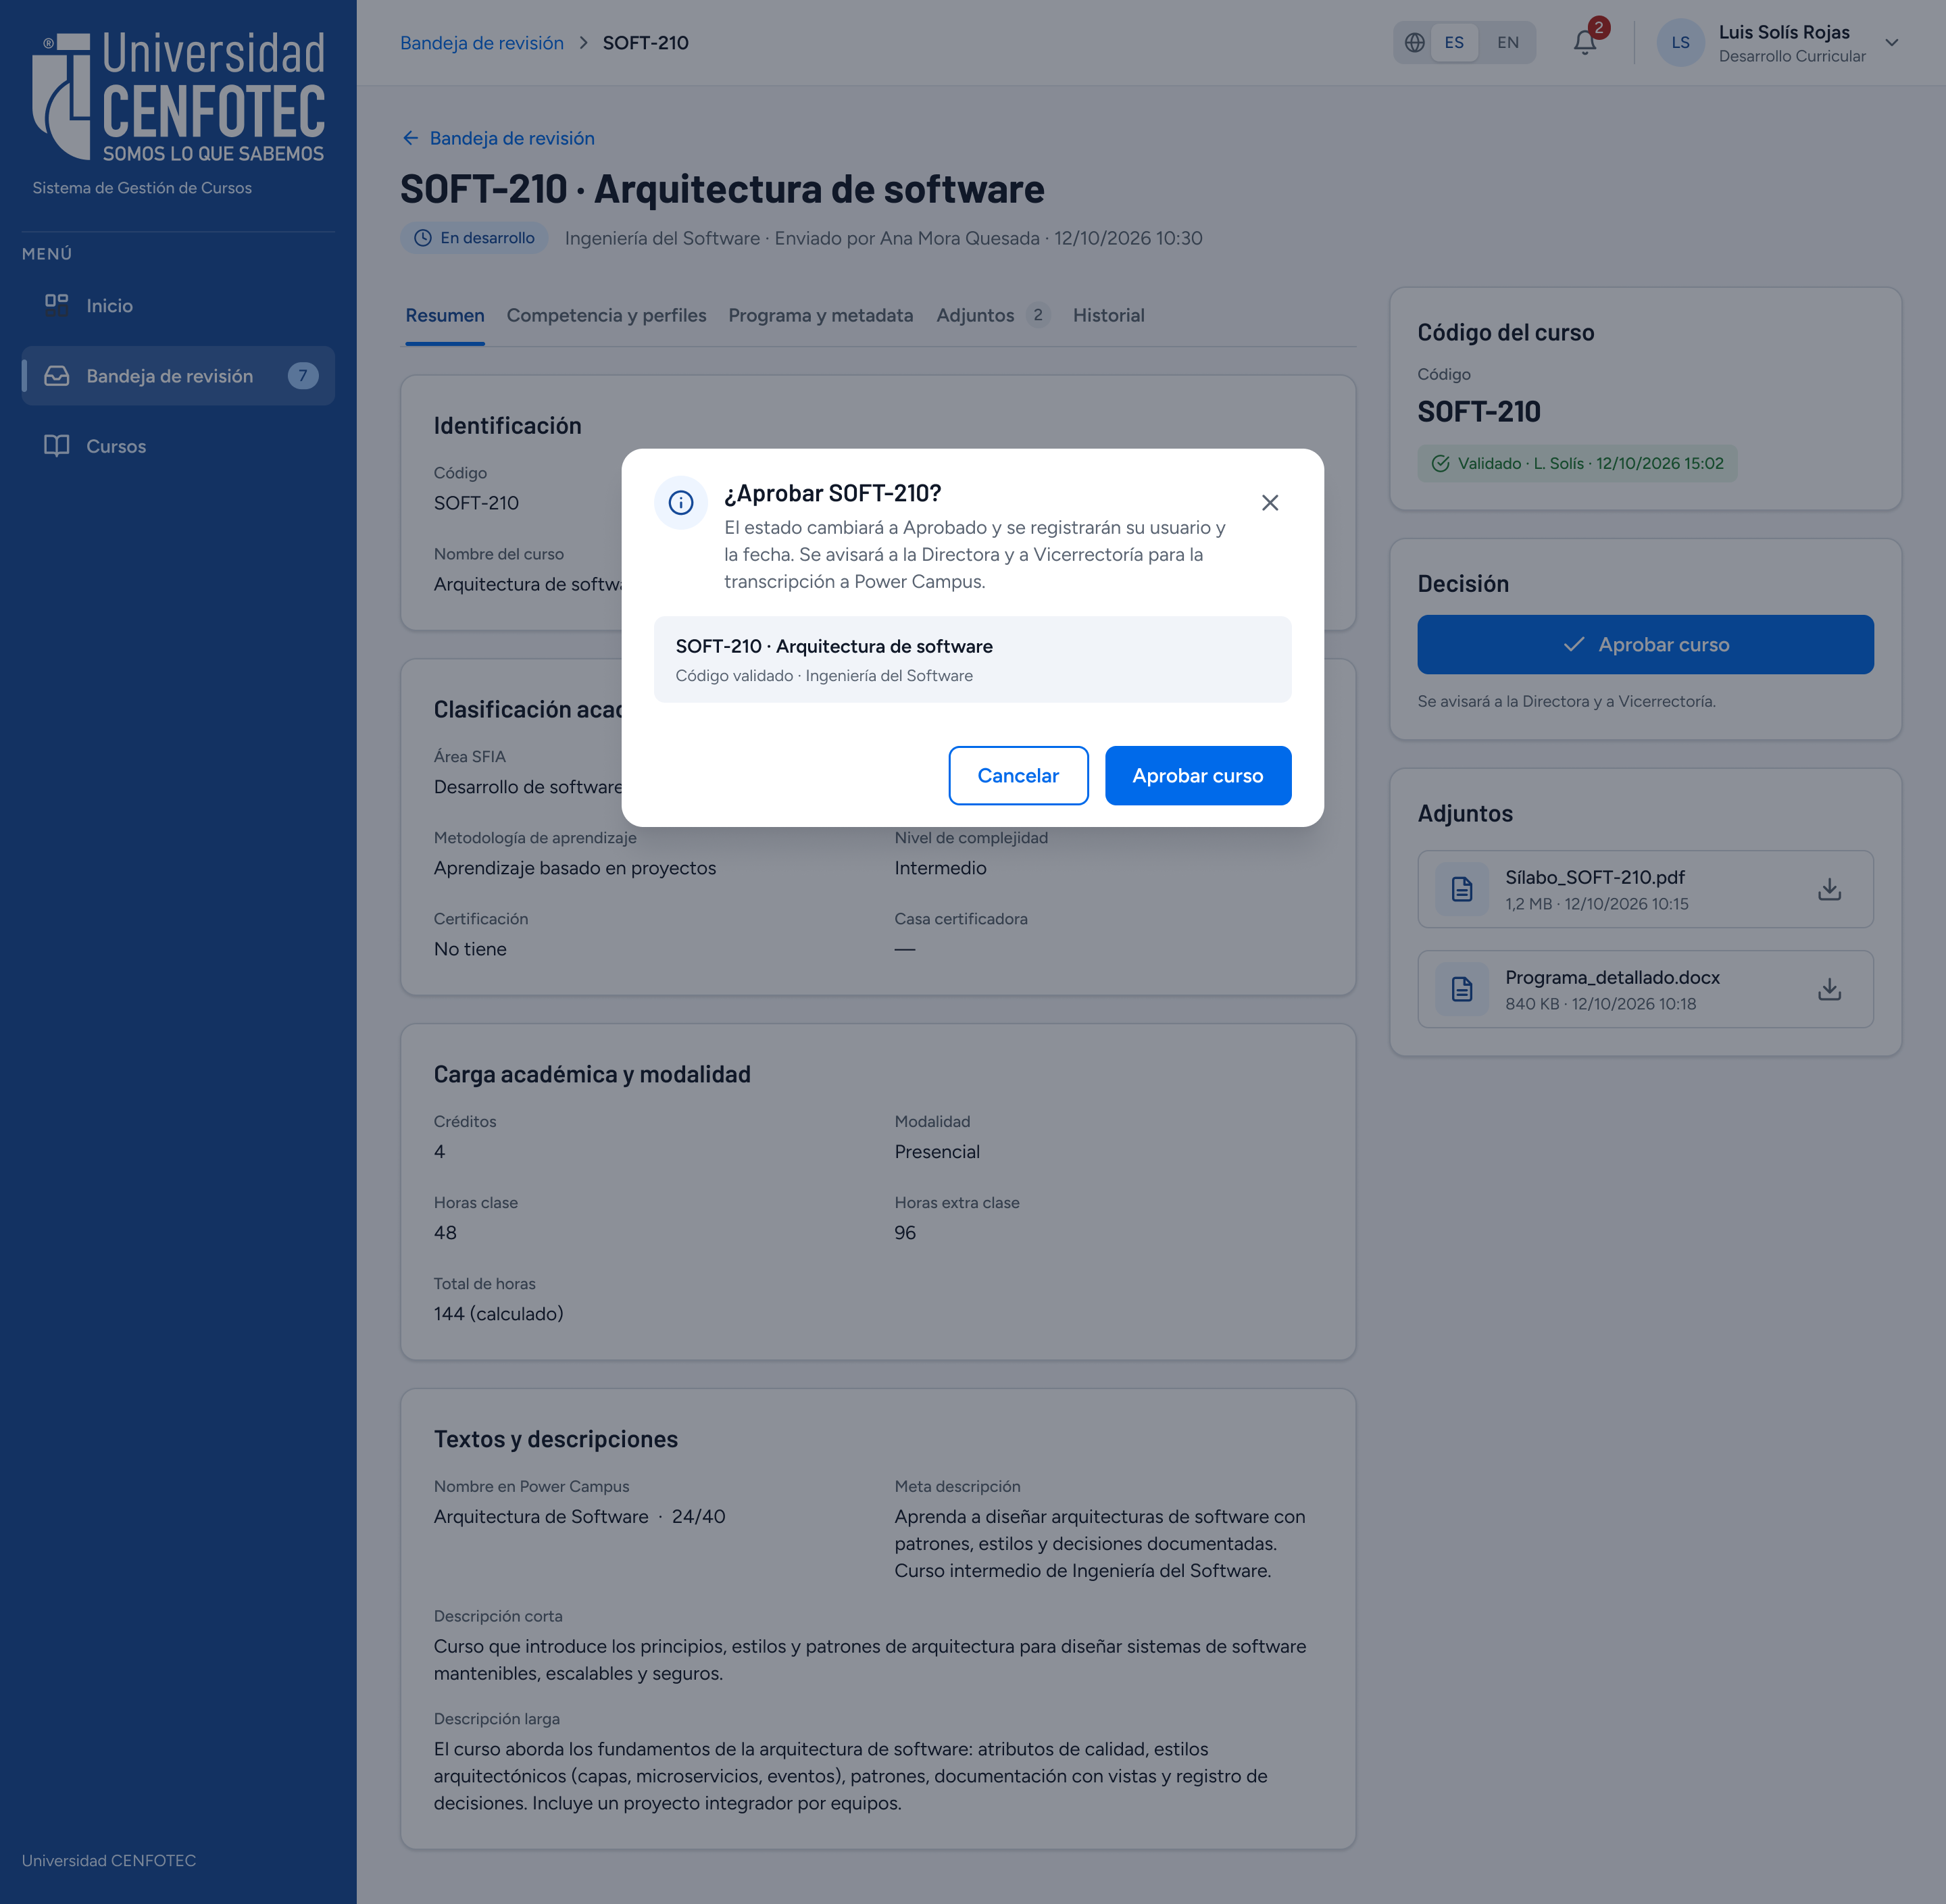 ® Universidad
CENFOTEC
SOMOS LO QUE SABEMOS
Sistema de Gestión de Cursos
MENÚ
Inicio
Bandeja de revisión 7
Cursos
Universidad CENFOTEC
Bandeja de revisión > SOFT-210
ES EN
2
LS
Luis Solís Rojas
Desarrollo Curricular
← Bandeja de revisión
SOFT-210 · Arquitectura de software
En desarrollo Ingeniería del Software · Enviado por Ana Mora Quesada · 12/10/2026 10:30
Resumen Competencia y perfiles Programa y metadata Adjuntos 2 Historial
Identificación
Código
SOFT-210
Nombre del curso
Arquitectura de softwa
¿Aprobar SOFT-210?
El estado cambiará a Aprobado y se registrarán su usuario y
la fecha. Se avisará a la Directora y a Vicerrectoría para la
transcripción a Power Campus.
SOFT-210 · Arquitectura de software
Código validado · Ingeniería del Software
Cancelar Aprobar curso
Clasificación acad
Área SFIA
Desarrollo de software
Metodología de aprendizaje
Aprendizaje basado en proyectos
Nivel de complejidad
Intermedio
Certificación
No tiene
Casa certificadora
—
Carga académica y modalidad
Créditos
4
Modalidad
Presencial
Horas clase
48
Horas extra clase
96
Total de horas
144 (calculado)
Textos y descripciones
Nombre en Power Campus
Arquitectura de Software · 24/40
Meta descripción
Aprenda a diseñar arquitecturas de software con
patrones, estilos y decisiones documentadas.
Curso intermedio de Ingeniería del Software.
Descripción corta
Curso que introduce los principios, estilos y patrones de arquitectura para diseñar sistemas de software
mantenibles, escalables y seguros.
Descripción larga
El curso aborda los fundamentos de la arquitectura de software: atributos de calidad, estilos
arquitectónicos (capas, microservicios, eventos), patrones, documentación con vistas y registro de
decisiones. Incluye un proyecto integrador por equipos.
Código del curso
Código
SOFT-210
Validado · L. Solís · 12/10/2026 15:02
Decisión
Aprobar curso
Se avisará a la Directora y a Vicerrectoría.
Adjuntos
Sílabo_SOFT-210.pdf
1,2 MB · 12/10/2026 10:15
Programa_detallado.docx
840 KB · 12/10/2026 10:18